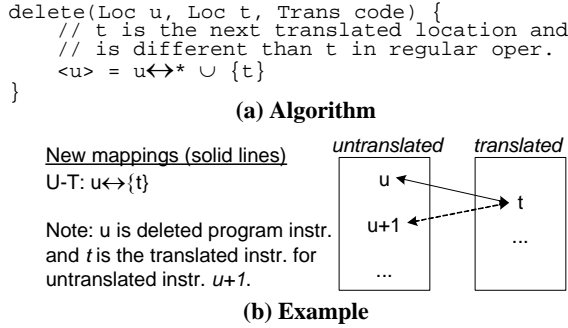 delete(Loc u, Loc t, Trans code) {
// t is the next translated location and
// is different than t in regular oper.
<u> = u↔* ∪ {t}
}
(a) Algorithm
New mappings (solid lines)
U-T: u↔{t}
Note: u is deleted program instr.
and t is the translated instr. for
untranslated instr. u+1.
untranslated translated
u
t
u+1
...
...
(b) Example